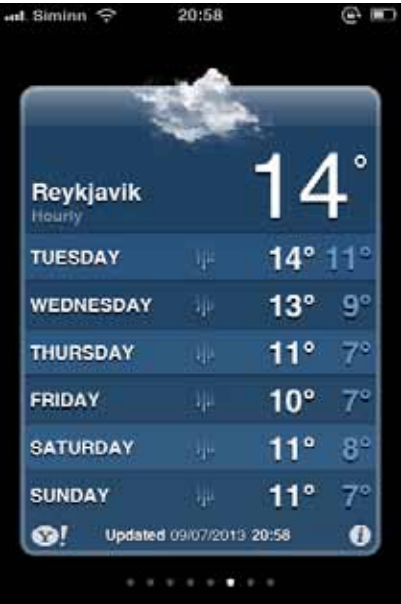 Siminn 20:58
Reykjavik 14°
Hourly
TUESDAY 14° 11°
WEDNESDAY 13° 9°
THURSDAY 11° 7°
FRIDAY 10° 7°
SATURDAY 11° 8°
SUNDAY 11° 7°
Y! Updated 09/07/2013 20:58 i